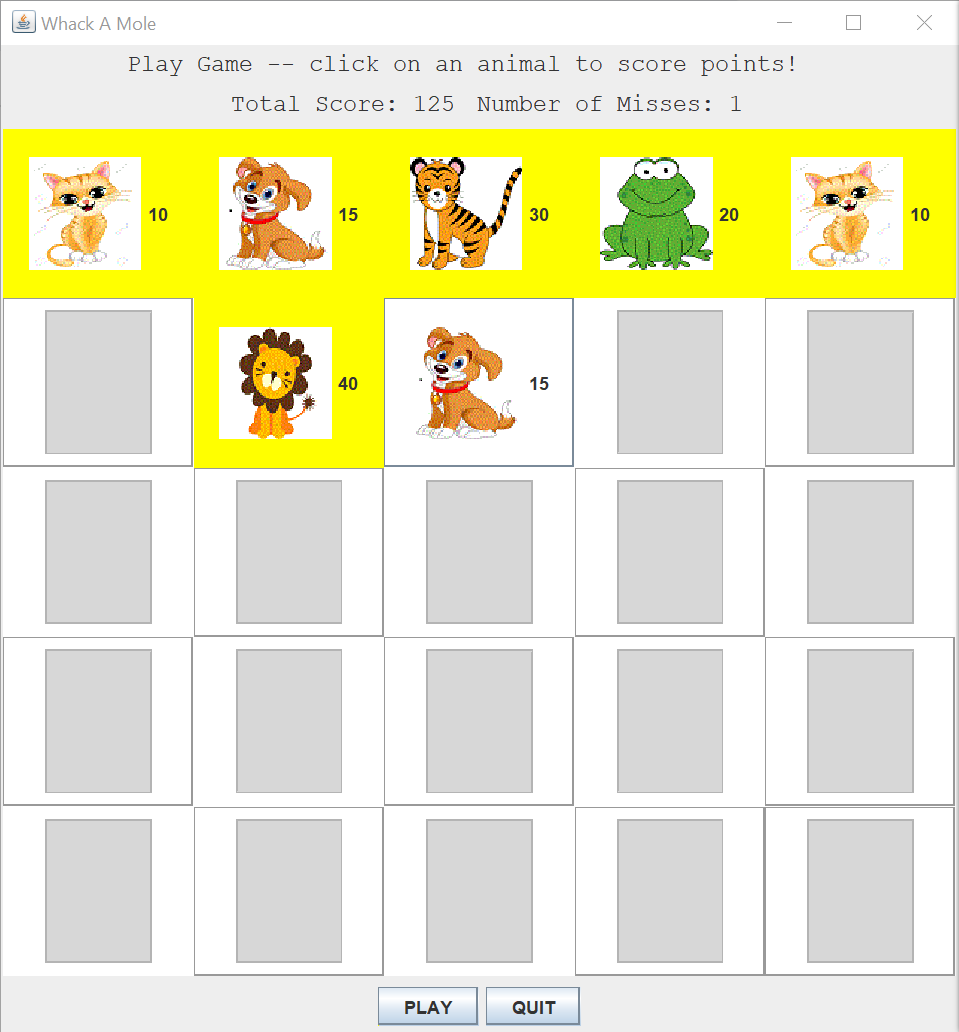 Whack A Mole
Play Game -- click on an animal to score points!
Total Score: 125 Number of Misses: 1
10 15 30 20 10
40 15
PLAY QUIT